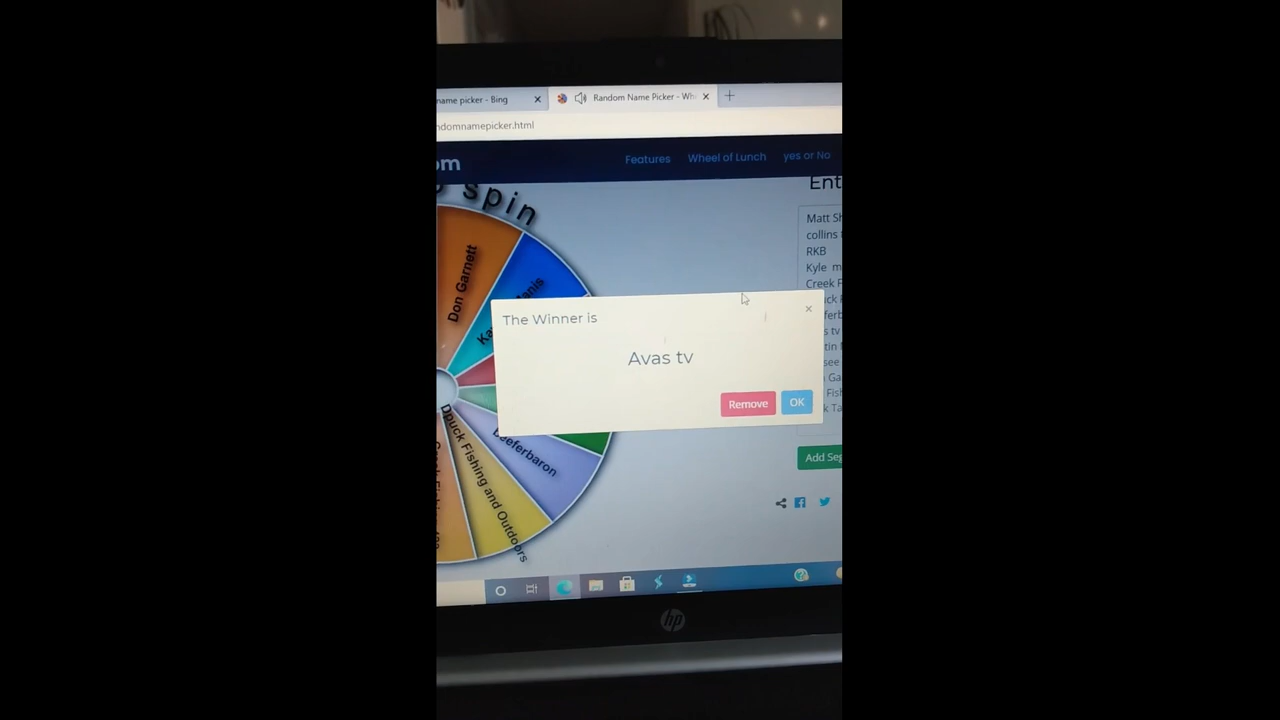 name picker - Bing
Random Name Picker - Wh
ndomnamepicker.html
om
Features
Wheel of Lunch
yes or No
spin
Don Garnett
Dpuck Fishing and Outdoors
The Winner is
Avas tv
Remove
OK
Ent
Matt Sh
collins
RKB
Kyle m
Creek F
Add Seg
hp